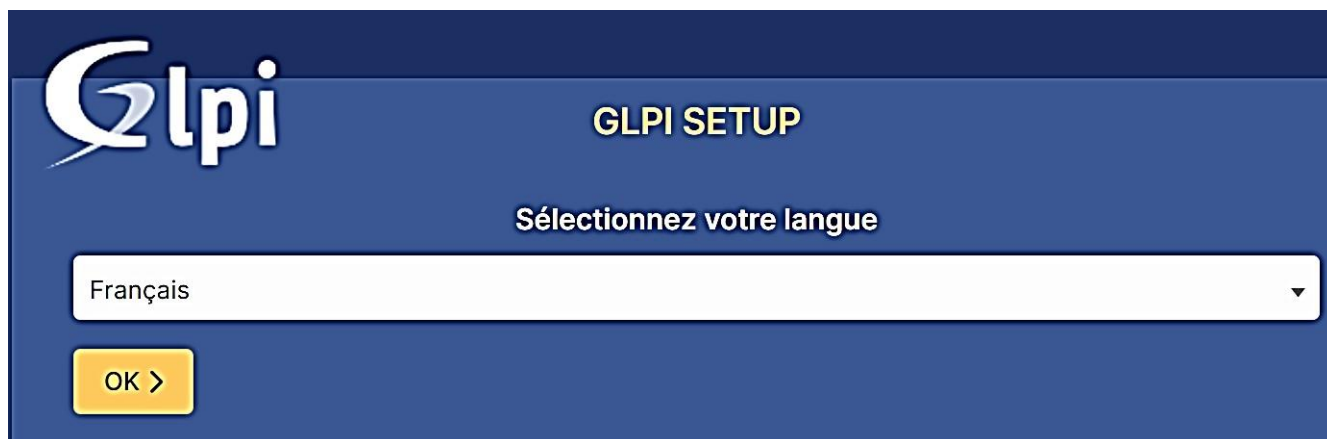 Glpi
GLPI SETUP
Sélectionnez votre langue
Français
OK >